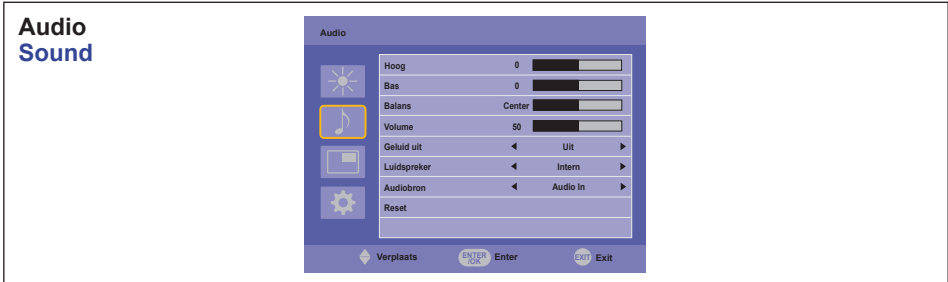 Audio
Sound
Audio
Hoog 0
Bas 0
Balans Center
Volume 50
Geluid uit Uit
Luidspreker Intern
Audiobron Audio In
Reset
Verplaats ENTER /OK Enter EXIT Exit